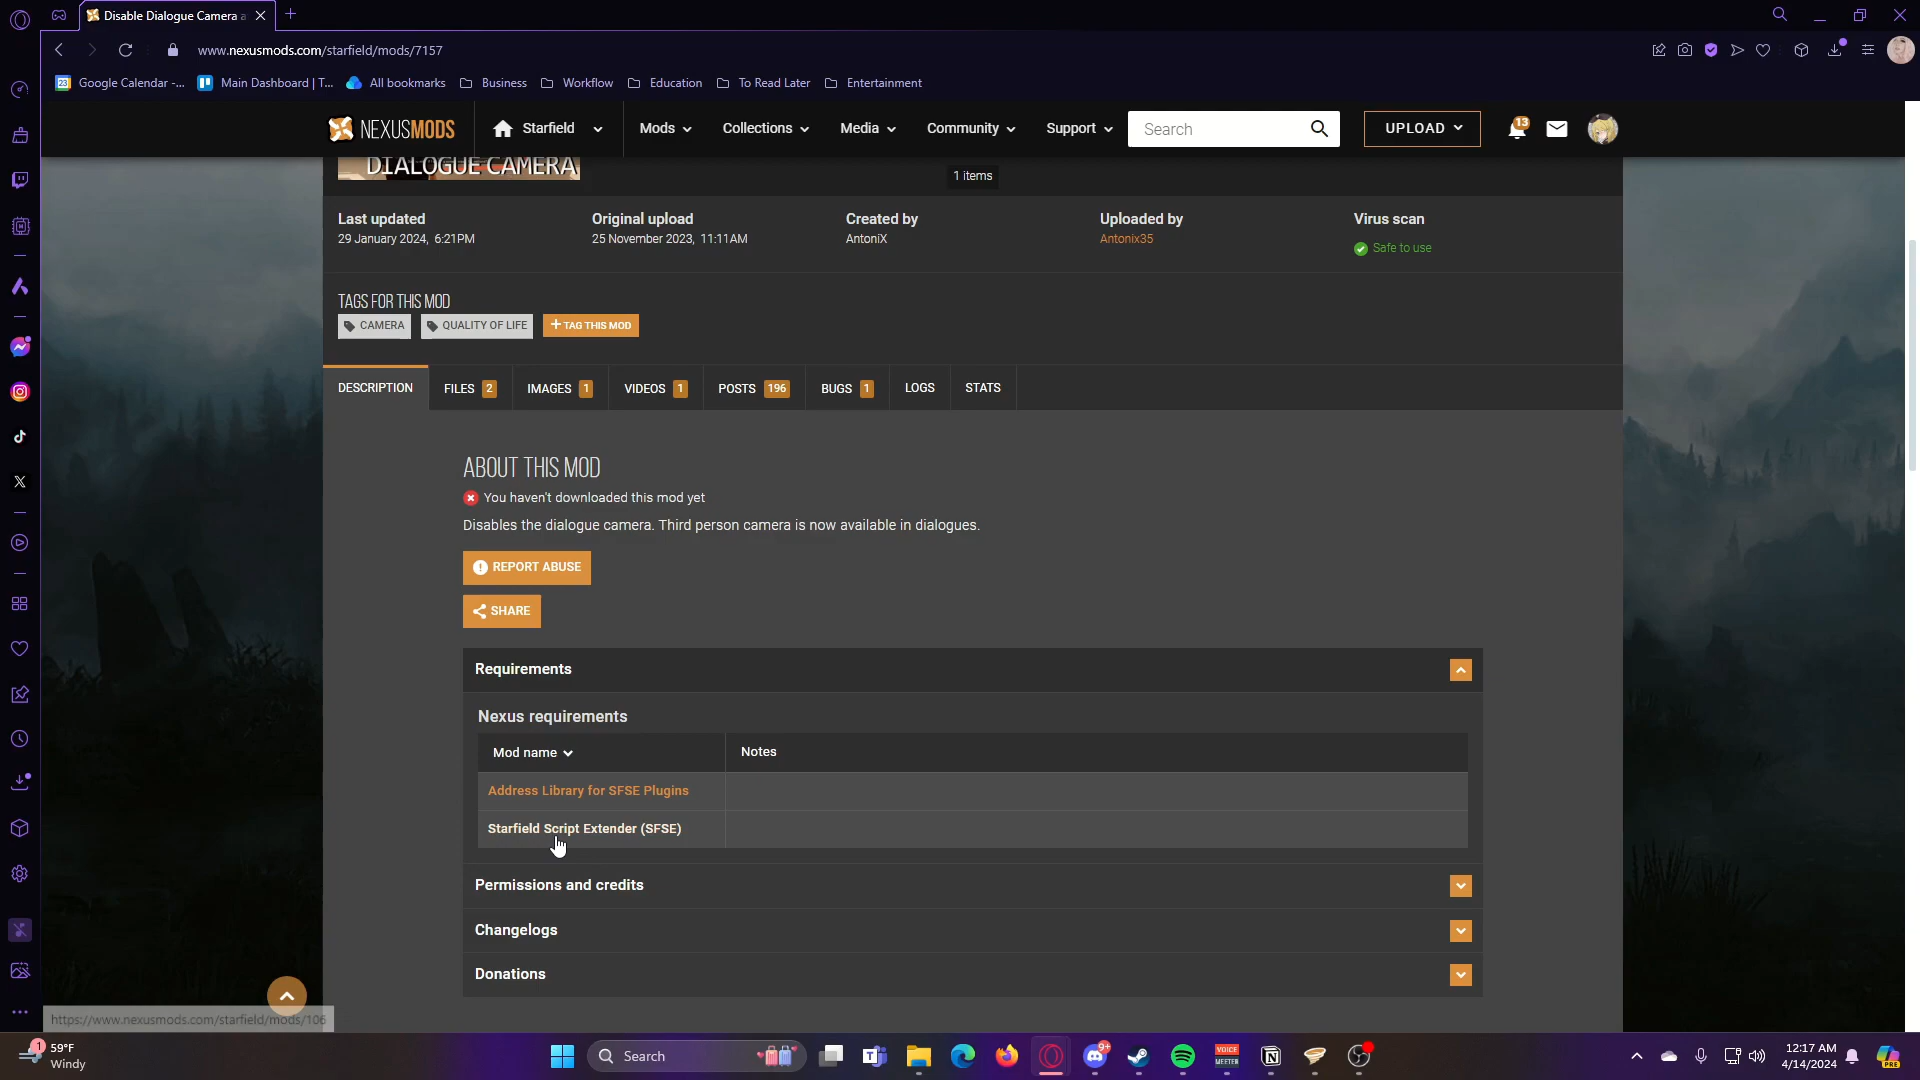 Disable Dialogue Camera a
www.nexusmods.com/starfield/mods/7157
23 Google Calendar -... Main Dashboard | T... All bookmarks Business Workflow Education To Read Later Entertainment
NEXUSMODS Starfield Mods Collections Media Community Support Search UPLOAD 13
DIALOGUE CAMERA
1 items
Last updated Original upload Created by Uploaded by Virus scan
29 January 2024, 6:21PM 25 November 2023, 11:11AM AntoniX Antonix35 Safe to use
TAGS FOR THIS MOD
CAMERA QUALITY OF LIFE + TAG THIS MOD
DESCRIPTION FILES 2 IMAGES 1 VIDEOS 1 POSTS 196 BUGS 1 LOGS STATS
ABOUT THIS MOD
You haven't downloaded this mod yet
Disables the dialogue camera. Third person camera is now available in dialogues.
REPORT ABUSE
SHARE
Requirements
Nexus requirements
Mod name Notes
Address Library for SFSE Plugins
Starfield Script Extender (SFSE)
Permissions and credits
Changelogs
Donations
https://www.nexusmods.com/starfield/mods/106
1 59°F
Windy
Search
9+
VOICE
MEETER
12:17 AM
4/14/2024
PRE